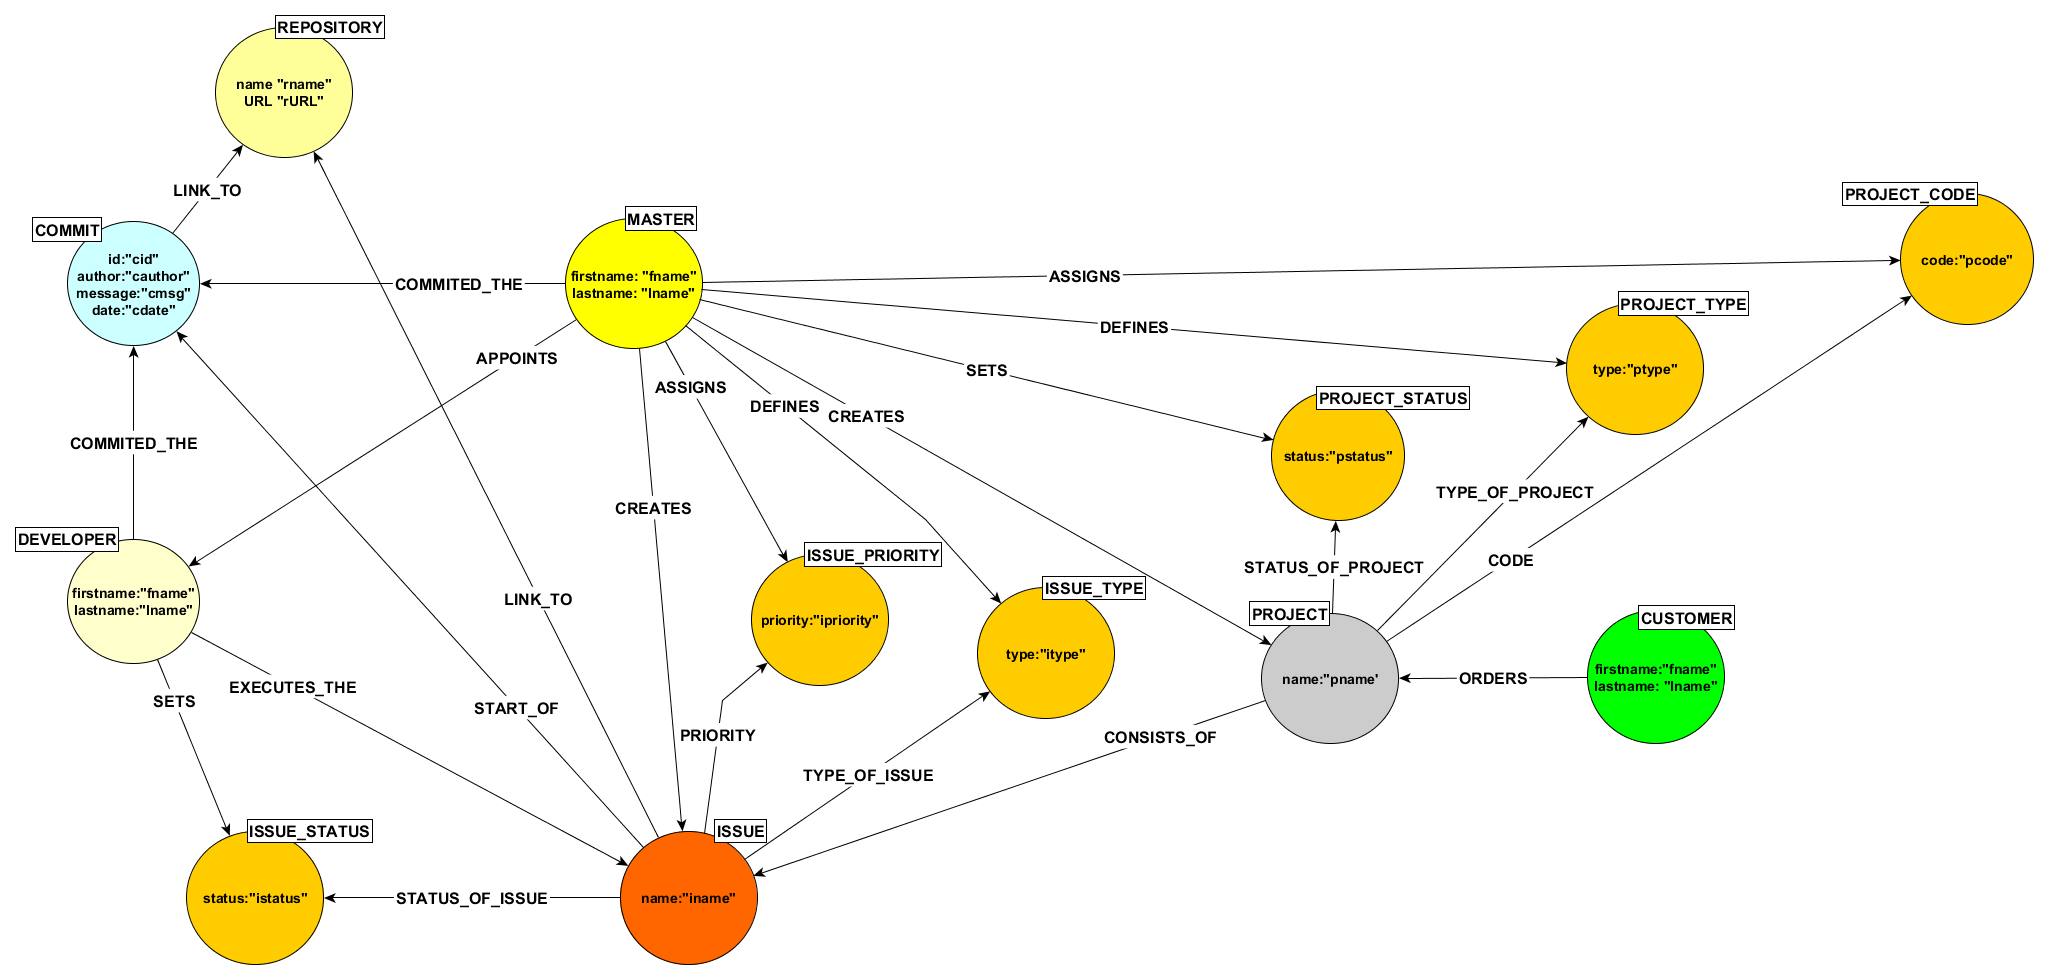 REPOSITORY
name "rname"
URL "rURL"
LINK_TO
COMMIT
id:"cid"
author:"cauthor"
message:"cmsg"
date:"cdate"
COMMITED_THE
MASTER
firstname: "fname"
lastname: "lname"
ASSIGNS
PROJECT_CODE
code:"pcode"
DEFINES
PROJECT_TYPE
type:"ptype"
APPOINTS
SETS
PROJECT_STATUS
status:"pstatus"
ASSIGNS
DEFINES
CREATES
COMMITED_THE
CREATES
TYPE_OF_PROJECT
DEVELOPER
firstname:"fname"
lastname:"lname"
LINK_TO
ISSUE_PRIORITY
priority:"ipriority"
ISSUE_TYPE
type:"itype"
STATUS_OF_PROJECT
CODE
PROJECT
name:"pname'
ORDERS
CUSTOMER
firstname:"fname"
lastname: "lname"
SETS
EXECUTES_THE
START_OF
PRIORITY
TYPE_OF_ISSUE
CONSISTS_OF
ISSUE_STATUS
status:"istatus"
STATUS_OF_ISSUE
ISSUE
name:"iname"